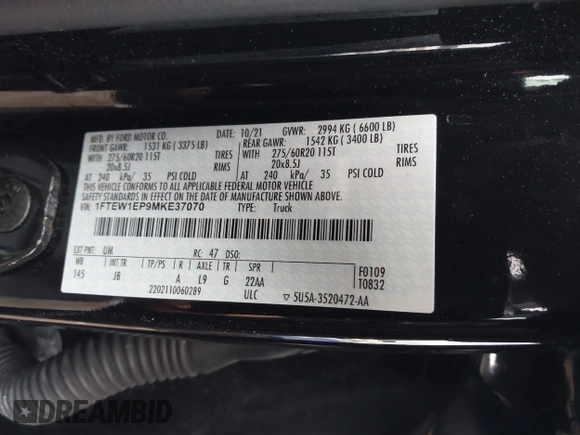 MFD. BY FORD MOTOR CO.
DATE: 10/21 GVWR: 2994 KG (6600 LB)
FRONT GAWR: 1531 KG (3375 LB)
REAR GAWR: 1542 KG (3400 LB)
WITH 275/60R20 115T TIRES
WITH 275/60R20 115T TIRES
20x8.5J RIMS
20x8.5J RIMS
AT 240 kPa/ 35 PSI COLD
AT 240 kPa/ 35 PSI COLD
THIS VEHICLE CONFORMS TO ALL APPLICABLE FEDERAL MOTOR VEHICLE
SAFETY STANDARDS IN EFFECT ON THE DATE OF MANUFACTURE SHOWN ABOVE.
VIN: 1FTEW1EP9MKE37070 TYPE: Truck
EXT PNT: UM RC: 47 DSO: F0109
WB INT TR TP/PS R AXLE TR SPR T0832
145 JB A L9 G 22AA
2202110060289 ULC 5U5A-3520472-AA
DREAMBID